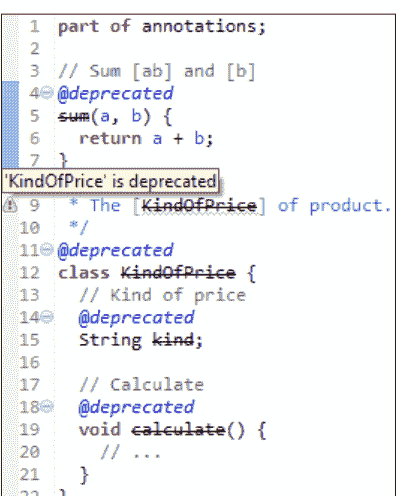 1 part of annotations;
2
3 // Sum [ab] and [b]
4 @deprecated
5 sum(a, b) {
6 return a + b;
7 }
'KindOfPrice' is deprecated
9 * The [KindOfPrice] of product.
10 */
11 @deprecated
12 class KindOfPrice {
13 // Kind of price
14 @deprecated
15 String kind;
16
17 // Calculate
18 @deprecated
19 void calculate() {
20 // ...
21 }
22 }